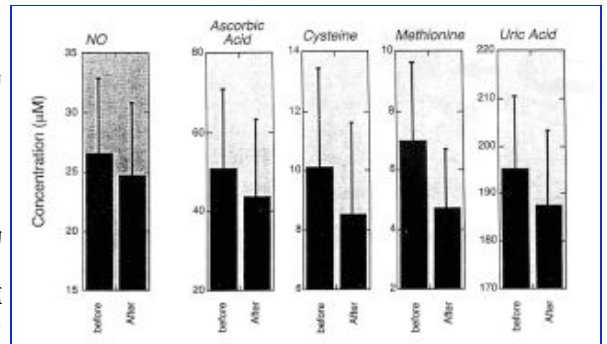 NO
Ascorbic
Acid
Cysteine
Methionine
Uric Acid
Concentration (µM)
35
30
25
20
15
80
60
40
20
14
12
10
8
6
10
8
6
4
2
220
210
200
190
180
170
before
After
before
After
before
After
before
After
before
After